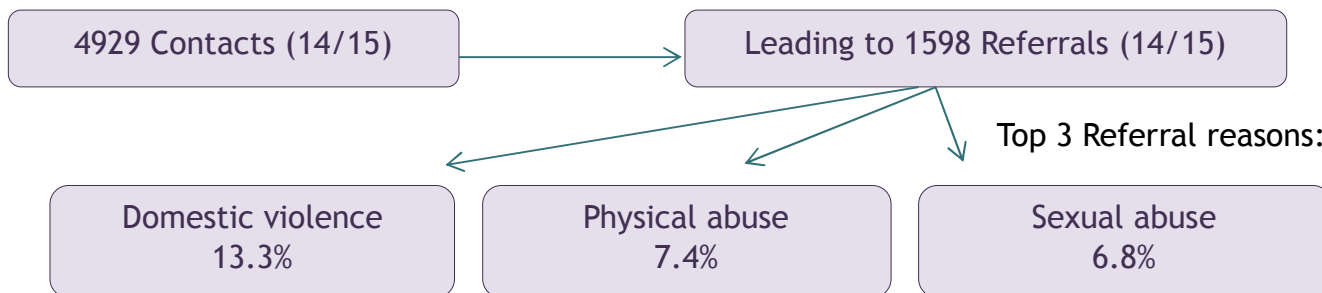 4929 Contacts (14/15)
Leading to 1598 Referrals (14/15)
Top 3 Referral reasons:
Domestic violence
13.3%
Physical abuse
7.4%
Sexual abuse
6.8%